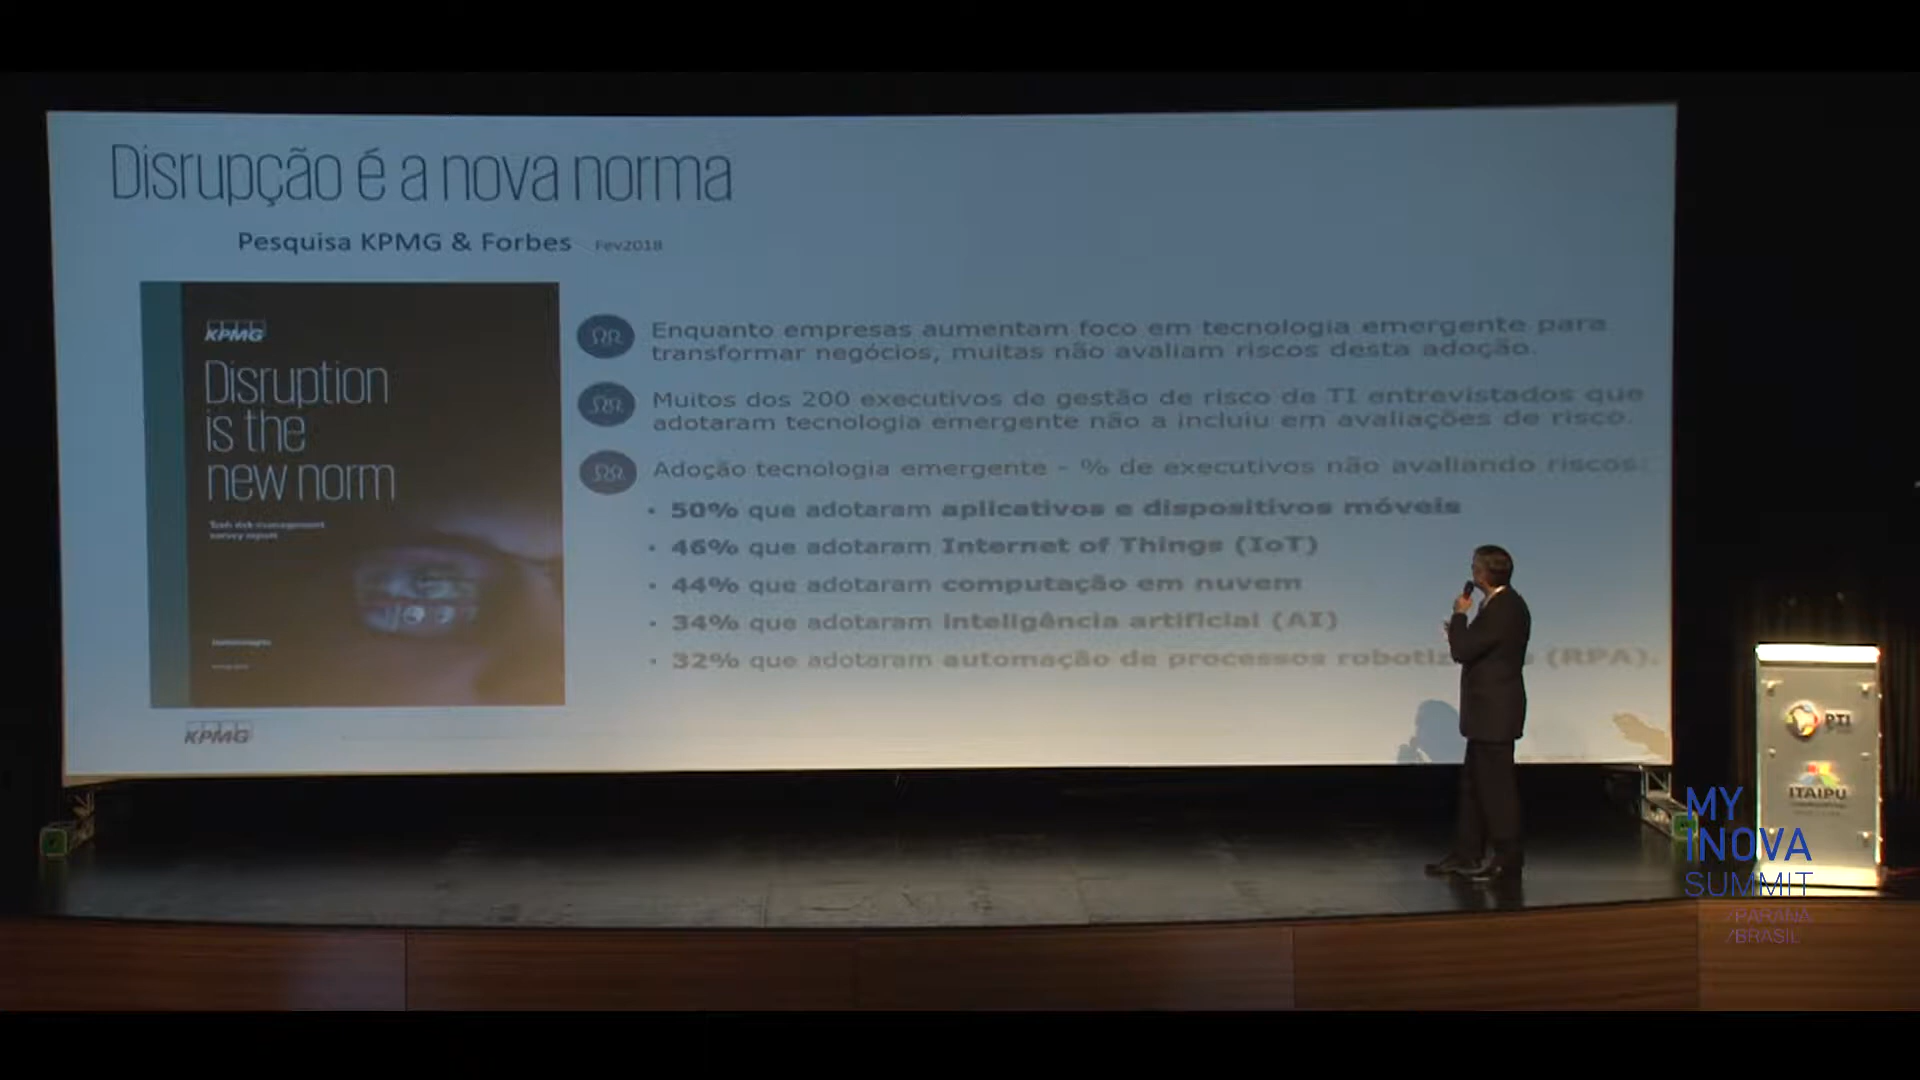 Disrupção é a nova norma
Pesquisa KPMG & Forbes Fev2018
KPMG
Disruption
is the
new norm
Tech risk management
survey report
Enquanto empresas aumentam foco em tecnologia emergente para
transformar negócios, muitas não avaliam riscos desta adoção.
Muitos dos 200 executivos de gestão de risco de TI entrevistados que
adotaram tecnologia emergente não a incluiu em avaliações de risco.
Adoção tecnologia emergente - % de executivos não avaliando riscos:
• 50% que adotaram aplicativos e dispositivos móveis
• 46% que adotaram Internet of Things (IoT)
• 44% que adotaram computação em nuvem
• 34% que adotaram inteligência artificial (AI)
• 32% que adotaram automação de processos (RPA).
KPMG
PTI
ITAIPU
MY
INOVA
SUMMIT
/PARANÁ
/BRASIL